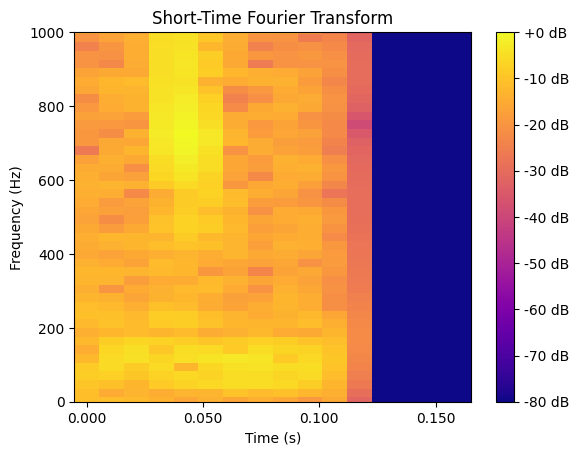 Short-Time Fourier Transform
1000
800
600
400
200
0
Frequency (Hz)
0.000
0.050
0.100
0.150
Time (s)
+0 dB
-10 dB
-20 dB
-30 dB
-40 dB
-50 dB
-60 dB
-70 dB
-80 dB